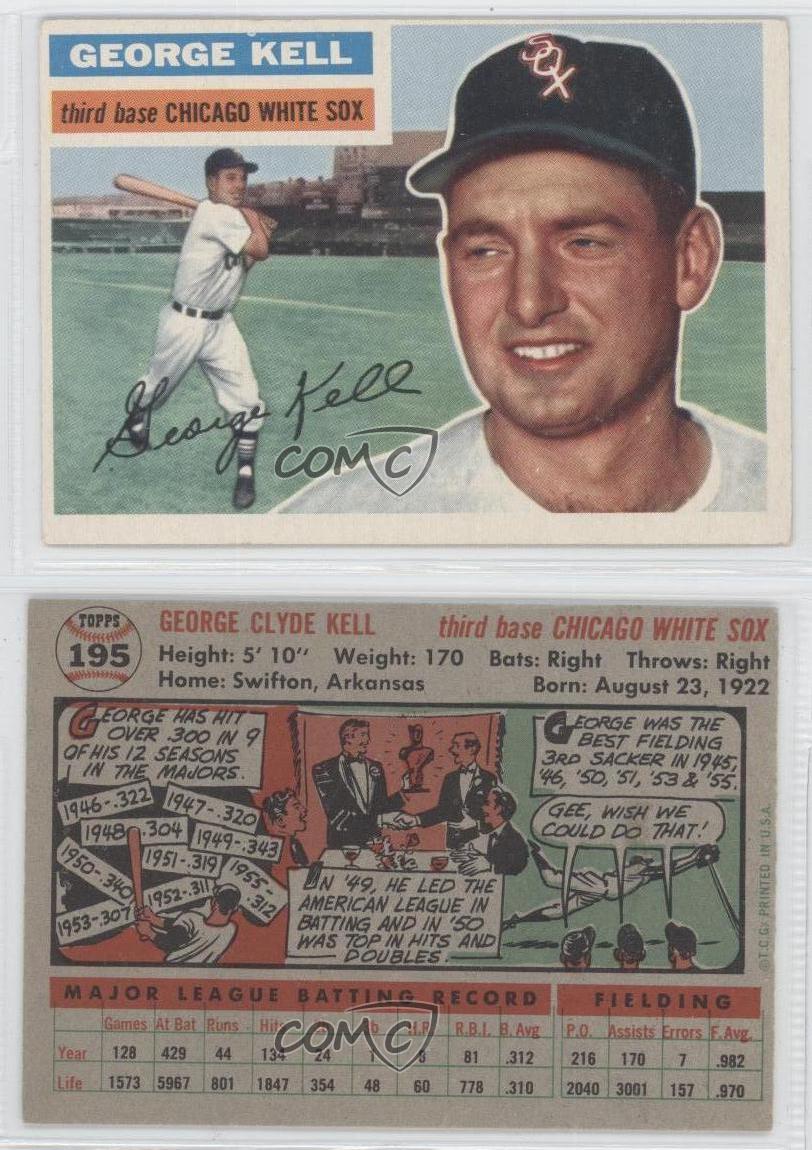 GEORGE KELL
third base CHICAGO WHITE SOX
SOX
George Kell
COMC
TOPPS
195
GEORGE CLYDE KELL third base CHICAGO WHITE SOX
Height: 5' 10" Weight: 170 Bats: Right Throws: Right
Home: Swifton, Arkansas Born: August 23, 1922
GEORGE HAS HIT
OVER .300 IN 9
OF HIS 12 SEASONS
IN THE MAJORS.
1946-.322
1947-.320
1948-.304
1949-.343
1950-.340
1951-.319
1952-.311
1953-.307
1955-.312
IN '49, HE LED THE
AMERICAN LEAGUE IN
BATTING AND IN '50
WAS TOP IN HITS AND
DOUBLES.
GEORGE WAS THE
BEST FIELDING
3RD SACKER IN 1945,
'46, '50, '51, '53 & '55.
GEE, WISH WE
COULD DO THAT!
©T.C.G. PRINTED IN U.S.A.
MAJOR LEAGUE BATTING RECORD FIELDING
Games At Bat Runs Hits H.R. R.B.I. B. Avg P.O. Assists Errors F. Avg.
Year 128 429 44 134 24 1 8 81 .312 216 170 7 .982
Life 1573 5967 801 1847 354 48 60 778 .310 2040 3001 157 .970
COMC